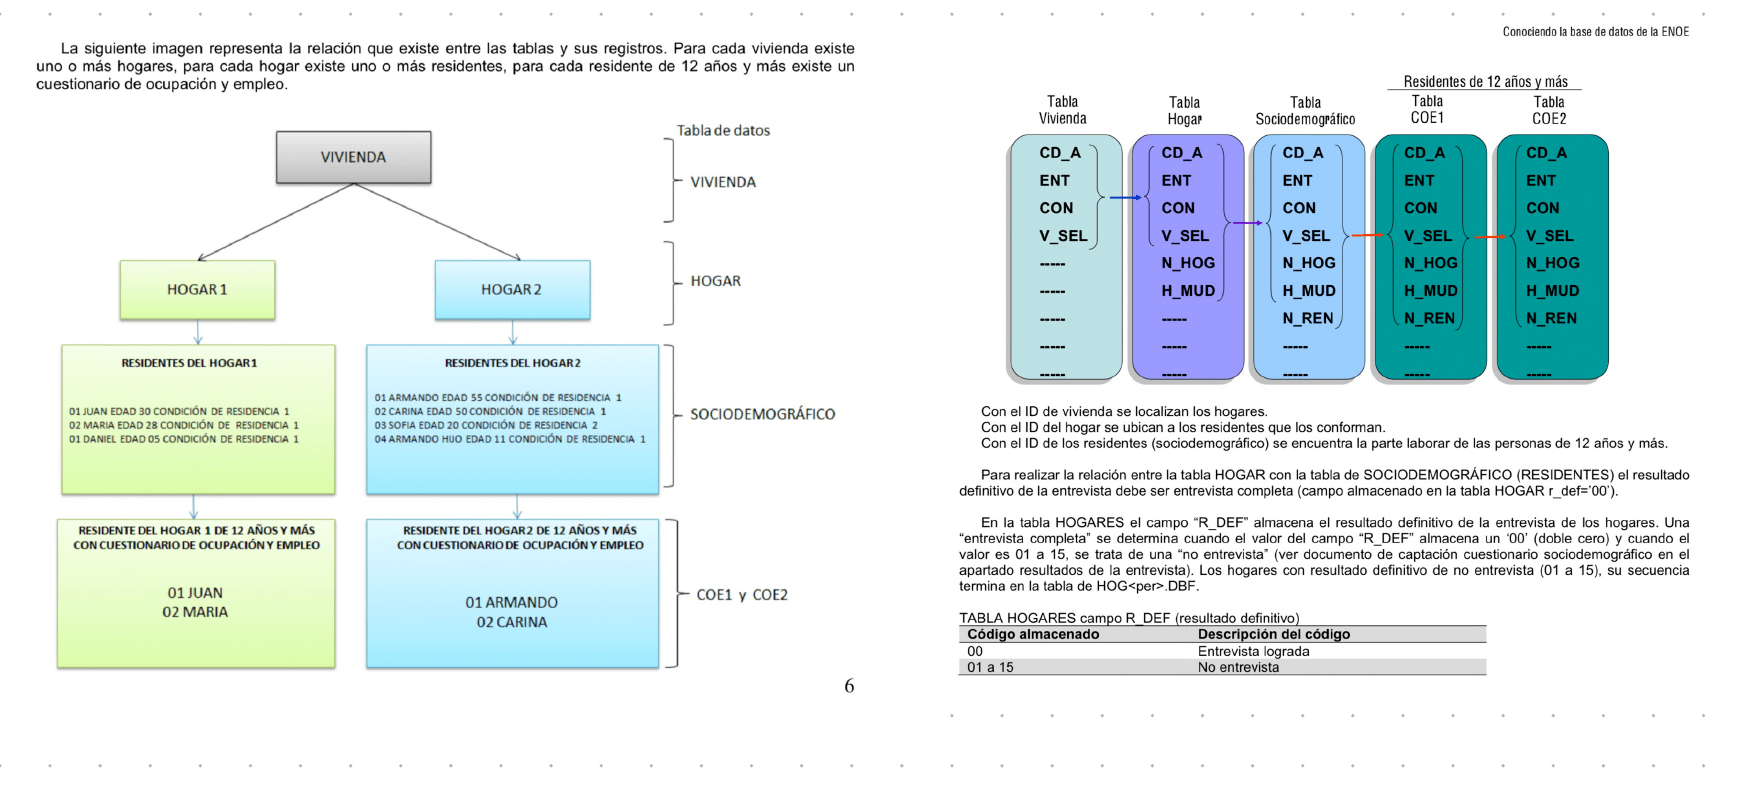 La siguiente imagen representa la relación que existe entre las tablas y sus registros. Para cada vivienda existe
uno o más hogares, para cada hogar existe uno o más residentes, para cada residente de 12 años y más existe un
cuestionario de ocupación y empleo.
Tabla de datos
VIVIENDA
VIVIENDA
HOGAR 1
HOGAR 2
HOGAR
RESIDENTES DEL HOGAR 1
01 JUAN EDAD 30 CONDICIÓN DE RESIDENCIA 1
02 MARIA EDAD 28 CONDICIÓN DE RESIDENCIA 1
01 DANIEL EDAD 05 CONDICIÓN DE RESIDENCIA 1
RESIDENTES DEL HOGAR 2
01 ARMANDO EDAD 55 CONDICIÓN DE RESIDENCIA 1
02 CARINA EDAD 50 CONDICIÓN DE RESIDENCIA 1
03 SOFIA EDAD 20 CONDICIÓN DE RESIDENCIA 2
04 ARMANDO HIJO EDAD 11 CONDICIÓN DE RESIDENCIA 1
SOCIODEMOGRÁFICO
RESIDENTE DEL HOGAR 1 DE 12 AÑOS Y MÁS
CON CUESTIONARIO DE OCUPACIÓN Y EMPLEO
01 JUAN
02 MARIA
RESIDENTE DEL HOGAR 2 DE 12 AÑOS Y MÁS
CON CUESTIONARIO DE OCUPACIÓN Y EMPLEO
01 ARMANDO
02 CARINA
COE1 y COE2
6
Conociendo la base de datos de la ENOE
Residentes de 12 años y más
Tabla
Vivienda
Tabla
Hogar
Tabla
Sociodemográfico
Tabla
COE1
Tabla
COE2
CD_A
ENT
CON
V_SEL
-----
-----
-----
-----
-----
CD_A
ENT
CON
V_SEL
N_HOG
H_MUD
-----
-----
-----
CD_A
ENT
CON
V_SEL
N_HOG
H_MUD
N_REN
-----
-----
CD_A
ENT
CON
V_SEL
N_HOG
H_MUD
N_REN
-----
-----
CD_A
ENT
CON
V_SEL
N_HOG
H_MUD
N_REN
-----
-----
Con el ID de vivienda se localizan los hogares.
Con el ID del hogar se ubican a los residentes que los conforman.
Con el ID de los residentes (sociodemográfico) se encuentra la parte laborar de las personas de 12 años y más.
Para realizar la relación entre la tabla HOGAR con la tabla de SOCIODEMOGRÁFICO (RESIDENTES) el resultado
definitivo de la entrevista debe ser entrevista completa (campo almacenado en la tabla HOGAR r_def='00').
En la tabla HOGARES el campo “R_DEF” almacena el resultado definitivo de la entrevista de los hogares. Una
“entrevista completa” se determina cuando el valor del campo “R_DEF” almacena un ‘00’ (doble cero) y cuando el
valor es 01 a 15, se trata de una “no entrevista” (ver documento de captación cuestionario sociodemográfico en el
apartado resultados de la entrevista). Los hogares con resultado definitivo de no entrevista (01 a 15), su secuencia
termina en la tabla de HOG<per>.DBF.
TABLA HOGARES campo R_DEF (resultado definitivo)
Código almacenado Descripción del código
00 Entrevista lograda
01 a 15 No entrevista